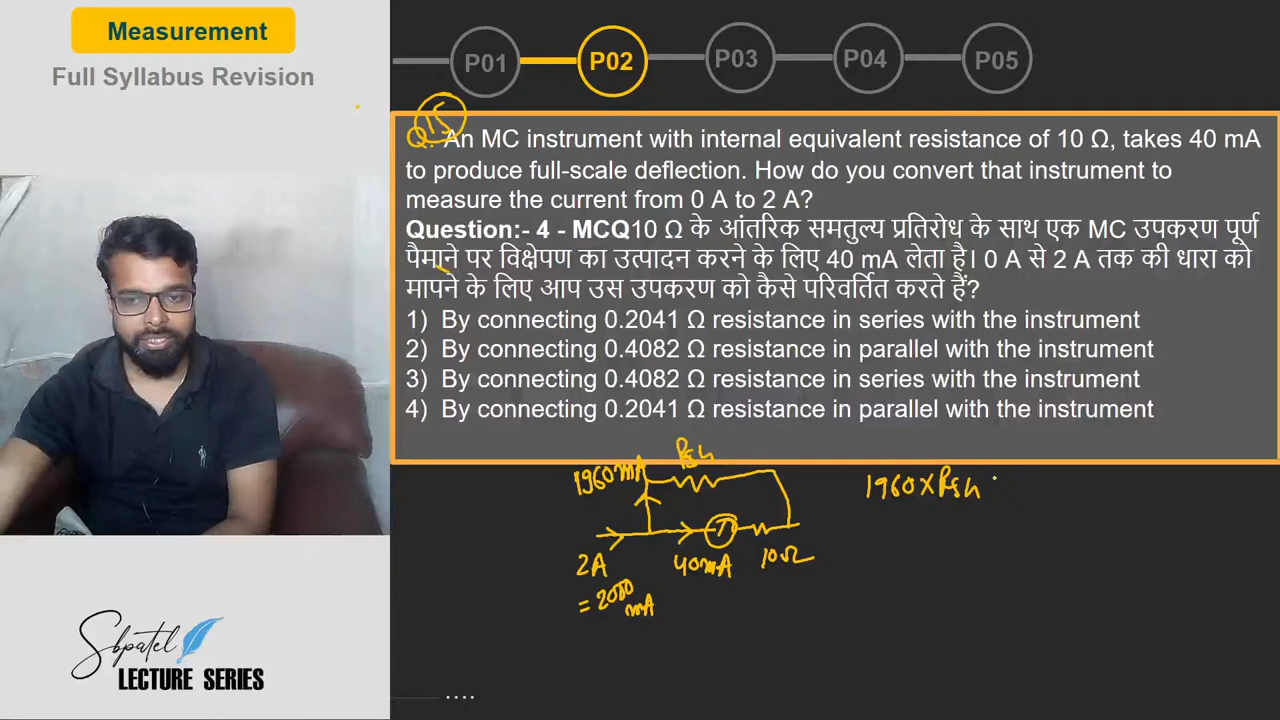 Measurement
Full Syllabus Revision
P01
P02
P03
P04
P05
15
Q. An MC instrument with internal equivalent resistance of 10 Ω, takes 40 mA
to produce full-scale deflection. How do you convert that instrument to
measure the current from 0 A to 2 A?
Question:- 4 - MCQ10 Ω के आंतरिक समतुल्य प्रतिरोध के साथ एक MC उपकरण पूर्ण
पैमाने पर विक्षेपण का उत्पादन करने के लिए 40 mA लेता है। 0 A से 2 A तक की धारा को
मापने के लिए आप उस उपकरण को कैसे परिवर्तित करते हैं?
1) By connecting 0.2041 Ω resistance in series with the instrument
2) By connecting 0.4082 Ω resistance in parallel with the instrument
3) By connecting 0.4082 Ω resistance in series with the instrument
4) By connecting 0.2041 Ω resistance in parallel with the instrument
Rsh
1960mA
1960×Rsh
2A
40mA
10Ω
= 2000
mA
Sbpatel
LECTURE SERIES
....